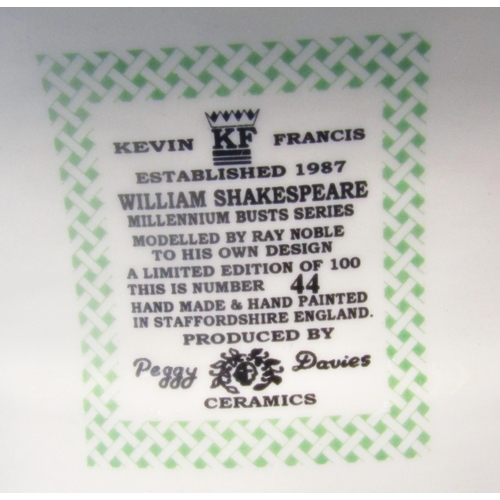 KEVIN KF FRANCIS
ESTABLISHED 1987
WILLIAM SHAKESPEARE
MILLENNIUM BUSTS SERIES
MODELLED BY RAY NOBLE
TO HIS OWN DESIGN
A LIMITED EDITION OF 100
THIS IS NUMBER 44
HAND MADE & HAND PAINTED
IN STAFFORDSHIRE ENGLAND.
PRODUCED BY
Peggy Davies
CERAMICS